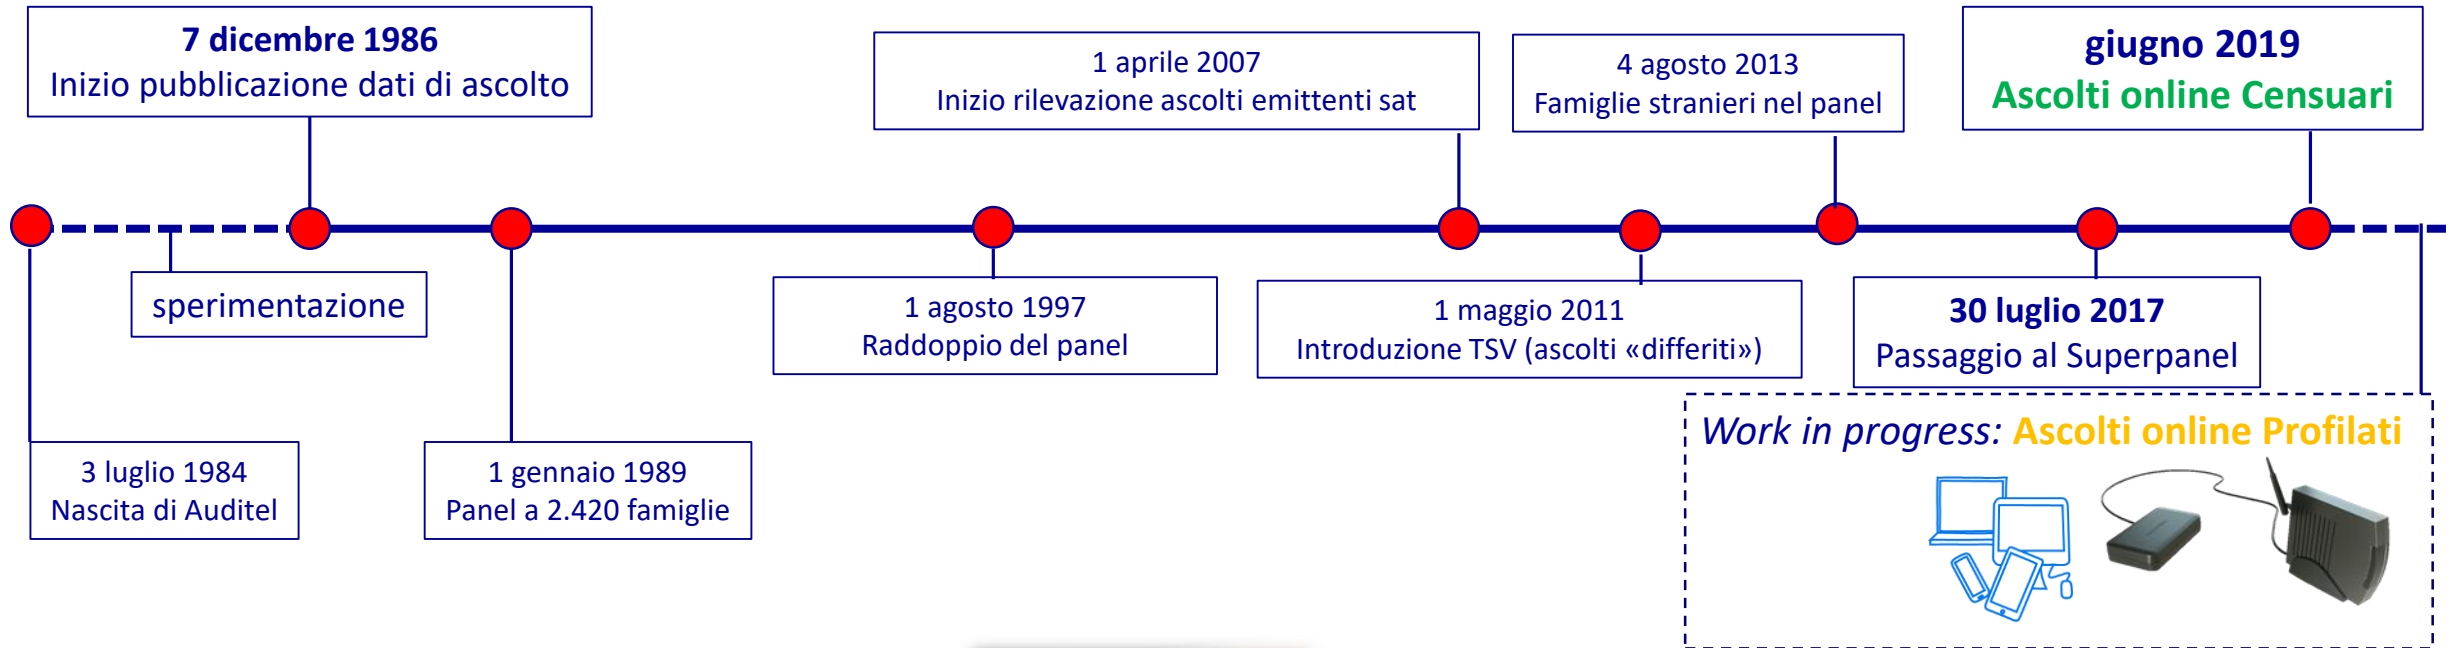 7 dicembre 1986
Inizio pubblicazione dati di ascolto
1 aprile 2007
Inizio rilevazione ascolti emittenti sat
4 agosto 2013
Famiglie stranieri nel panel
giugno 2019
Ascolti online Censuari
sperimentazione
1 agosto 1997
Raddoppio del panel
1 maggio 2011
Introduzione TSV (ascolti «differiti»)
30 luglio 2017
Passaggio al Superpanel
3 luglio 1984
Nascita di Auditel
1 gennaio 1989
Panel a 2.420 famiglie
Work in progress: Ascolti online Profilati